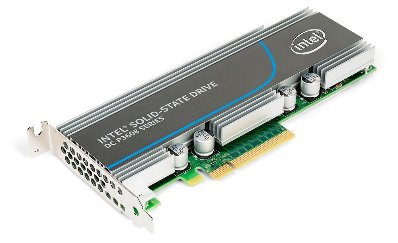 intel
INTEL® SOLID-STATE DRIVE
DC P3608 SERIES